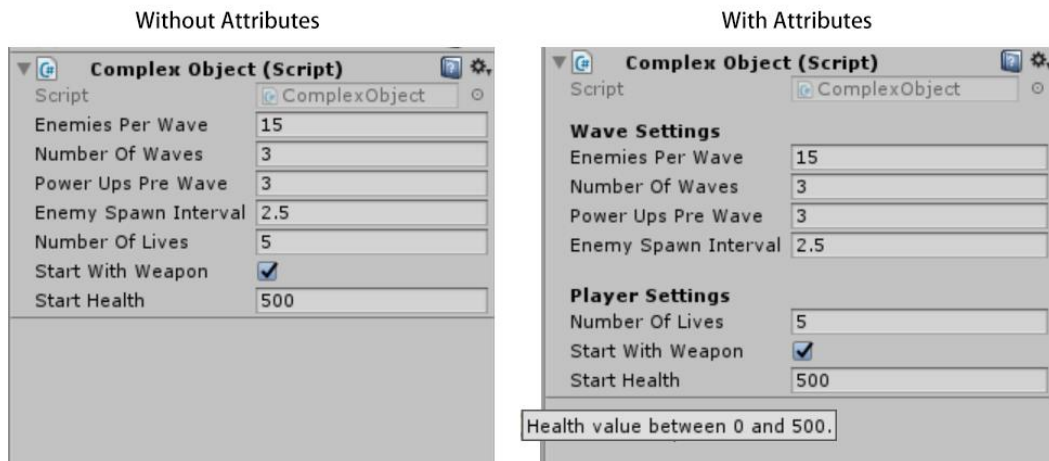 Without Attributes
Complex Object (Script)
Script ComplexObject
Enemies Per Wave 15
Number Of Waves 3
Power Ups Pre Wave 3
Enemy Spawn Interval 2.5
Number Of Lives 5
Start With Weapon
Start Health 500
With Attributes
Complex Object (Script)
Script ComplexObject
Wave Settings
Enemies Per Wave 15
Number Of Waves 3
Power Ups Pre Wave 3
Enemy Spawn Interval 2.5
Player Settings
Number Of Lives 5
Start With Weapon
Start Health 500
Health value between 0 and 500.